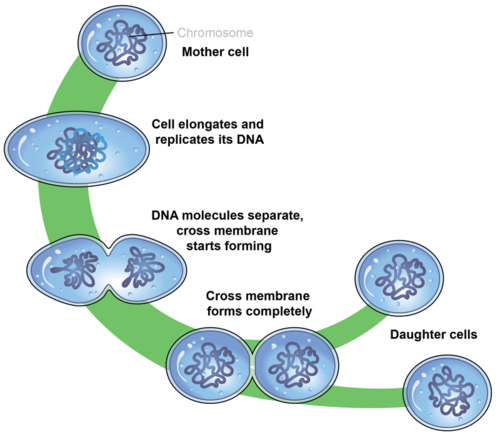 Chromosome
Mother cell
Cell elongates and
replicates its DNA
DNA molecules separate,
cross membrane
starts forming
Cross membrane
forms completely
Daughter cells